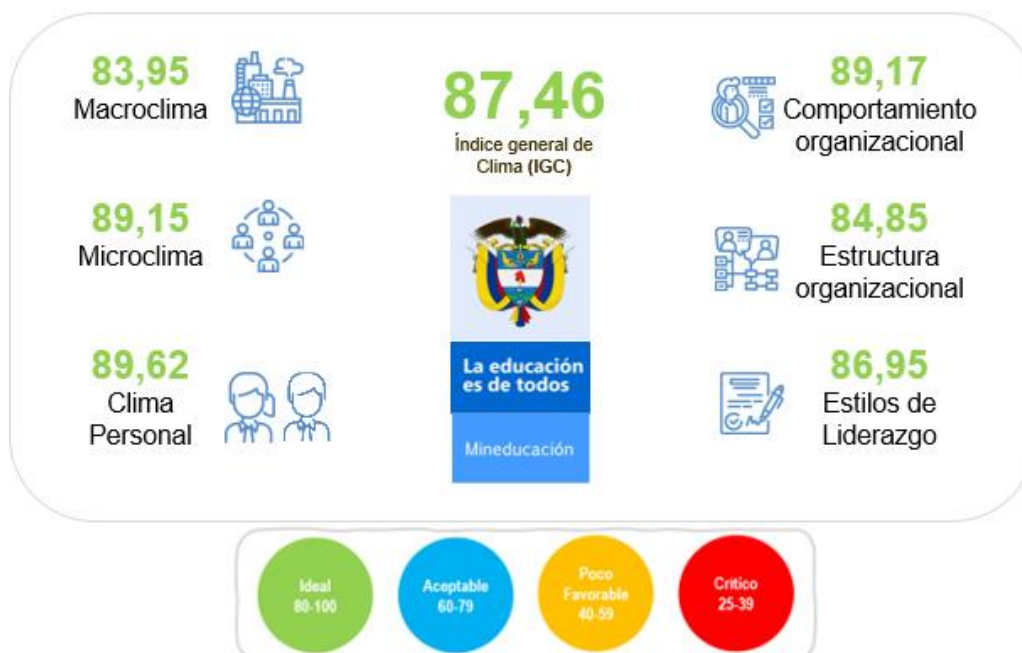 83,95
Macroclima
89,15
Microclima
89,62
Clima
Personal
87,46
Índice general de
Clima (IGC)
La educación
es de todos
Mineducación
89,17
Comportamiento
organizacional
84,85
Estructura
organizacional
86,95
Estilos de
Liderazgo
Ideal
80-100
Aceptable
60-79
Poco
Favorable
40-59
Critico
25-39